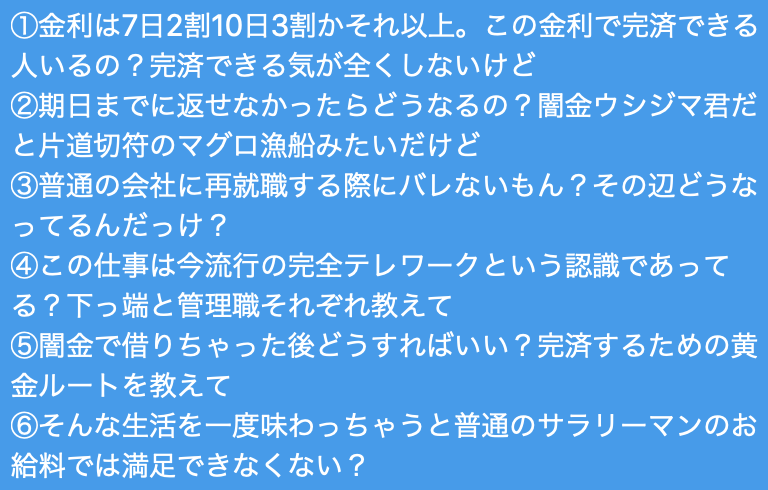 ①金利は7日2割10日3割かそれ以上。この金利で完済できる
人いるの？完済できる気が全くしないけど
②期日までに返せなかったらどうなるの？闇金ウシジマ君だ
と片道切符のマグロ漁船みたいだけど
③普通の会社に再就職する際にバレないもん？その辺どうな
ってるんだっけ？
④この仕事は今流行の完全テレワークという認識であって
る？下っ端と管理職それぞれ教えて
⑤闇金で借りちゃった後どうすればいい？完済するための黄
金ルートを教えて
⑥そんな生活を一度味わっちゃうと普通のサラリーマンのお
給料では満足できなくない？